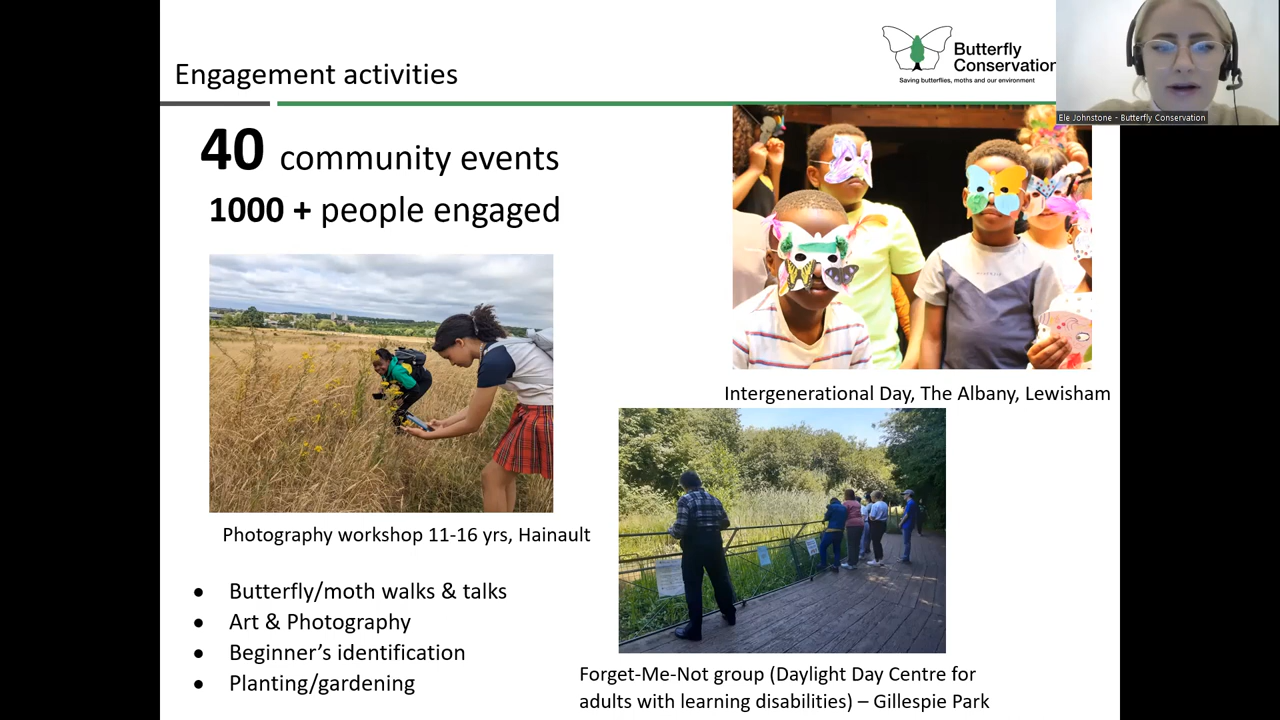 Engagement activities
Butterfly
Conservation
Saving butterflies, moths and our environment
Ele Johnstone - Butterfly Conservation
40 community events
1000 + people engaged
Intergenerational Day, The Albany, Lewisham
Photography workshop 11-16 yrs, Hainault
• Butterfly/moth walks & talks
• Art & Photography
• Beginner’s identification
• Planting/gardening
Forget-Me-Not group (Daylight Day Centre for
adults with learning disabilities) – Gillespie Park